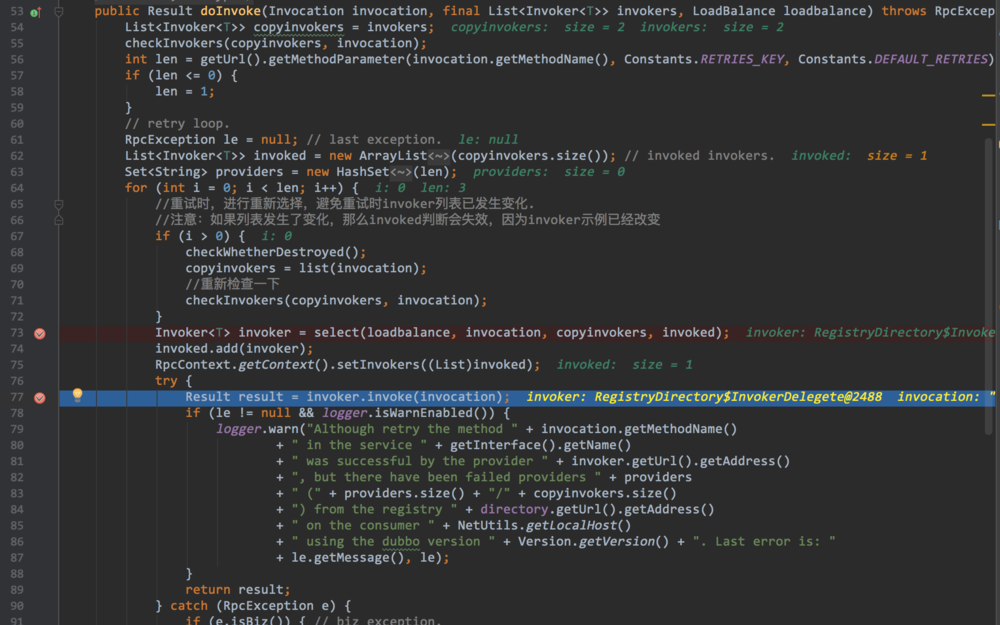 53 public Result doInvoke(Invocation invocation, final List<Invoker<T>> invokers, LoadBalance loadbalance) throws RpcExcep
54 List<Invoker<T>> copyinvokers = invokers; copyinvokers: size = 2 invokers: size = 2
55 checkInvokers(copyinvokers, invocation);
56 int len = getUrl().getMethodParameter(invocation.getMethodName(), Constants.RETRIES_KEY, Constants.DEFAULT_RETRIES)
57 if (len <= 0) {
58 len = 1;
59 }
60 // retry loop.
61 RpcException le = null; // last exception. le: null
62 List<Invoker<T>> invoked = new ArrayList<~>(copyinvokers.size()); // invoked invokers. invoked: size = 1
63 Set<String> providers = new HashSet<~>(len); providers: size = 0
64 for (int i = 0; i < len; i++) { i: 0 len: 3
65 //重试时，进行重新选择，避免重试时invoker列表已发生变化.
66 //注意：如果列表发生了变化，那么invoked判断会失效，因为invoker示例已经改变
67 if (i > 0) { i: 0
68 checkWhetherDestroyed();
69 copyinvokers = list(invocation);
70 //重新检查一下
71 checkInvokers(copyinvokers, invocation);
72 }
73 Invoker<T> invoker = select(loadbalance, invocation, copyinvokers, invoked); invoker: RegistryDirectory$Invoke
74 invoked.add(invoker);
75 RpcContext.getContext().setInvokers((List)invoked); invoked: size = 1
76 try {
77 Result result = invoker.invoke(invocation); invoker: RegistryDirectory$InvokerDelegete@2488 invocation: "
78 if (le != null && logger.isWarnEnabled()) {
79 logger.warn("Although retry the method " + invocation.getMethodName()
80 + " in the service " + getInterface().getName()
81 + " was successful by the provider " + invoker.getUrl().getAddress()
82 + ", but there have been failed providers " + providers
83 + " (" + providers.size() + "/" + copyinvokers.size()
84 + ") from the registry " + directory.getUrl().getAddress()
85 + " on the consumer " + NetUtils.getLocalHost()
86 + " using the dubbo version " + Version.getVersion() + ". Last error is: "
87 + le.getMessage(), le);
88 }
89 return result;
90 } catch (RpcException e) {
91 if (e.isBiz()) { // biz exception.